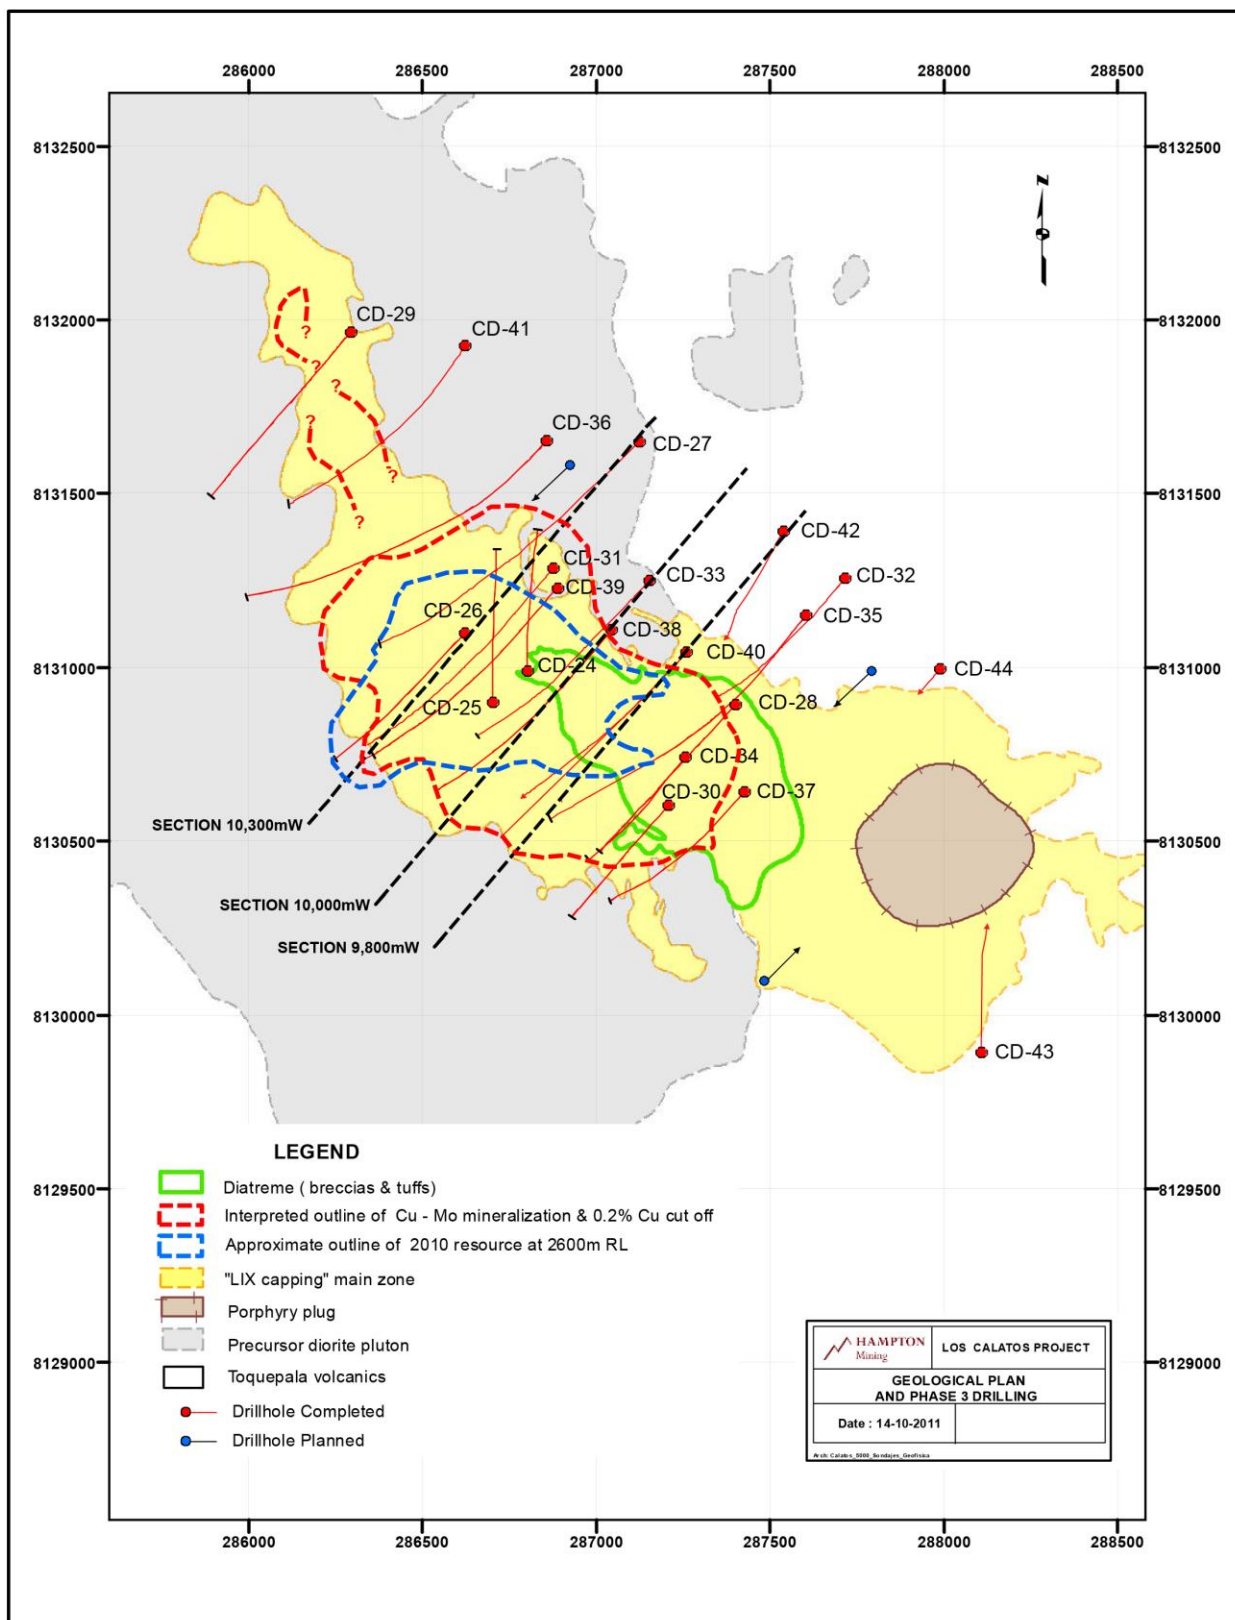 286000 286500 287000 287500 288000 288500
8132500 8132500
N
8132000 8132000
CD-29
CD-41
?
?
?
?
CD-36
CD-27
?
?
8131500 8131500
CD-42
CD-31
CD-33
CD-32
CD-39
CD-35
CD-26
CD-38
CD-40
8131000 8131000
CD-24
CD-44
CD-25
CD-28
CD-34
CD-30
CD-37
SECTION 10,300mW
8130500 8130500
SECTION 10,000mW
SECTION 9,800mW
8130000 8130000
CD-43
LEGEND
8129500 8129500
Diatreme ( breccias & tuffs)
Interpreted outline of Cu - Mo mineralization & 0.2% Cu cut off
Approximate outline of 2010 resource at 2600m RL
"LIX capping" main zone
Porphyry plug
Precursor diorite pluton
8129000 8129000
Toquepala volcanics
Drillhole Completed
Drillhole Planned
HAMPTON
Mining
LOS CALATOS PROJECT
GEOLOGICAL PLAN
AND PHASE 3 DRILLING
Date : 14-10-2011
Arch: Calatos_5000_Sondajes_Geofisica
286000 286500 287000 287500 288000 288500